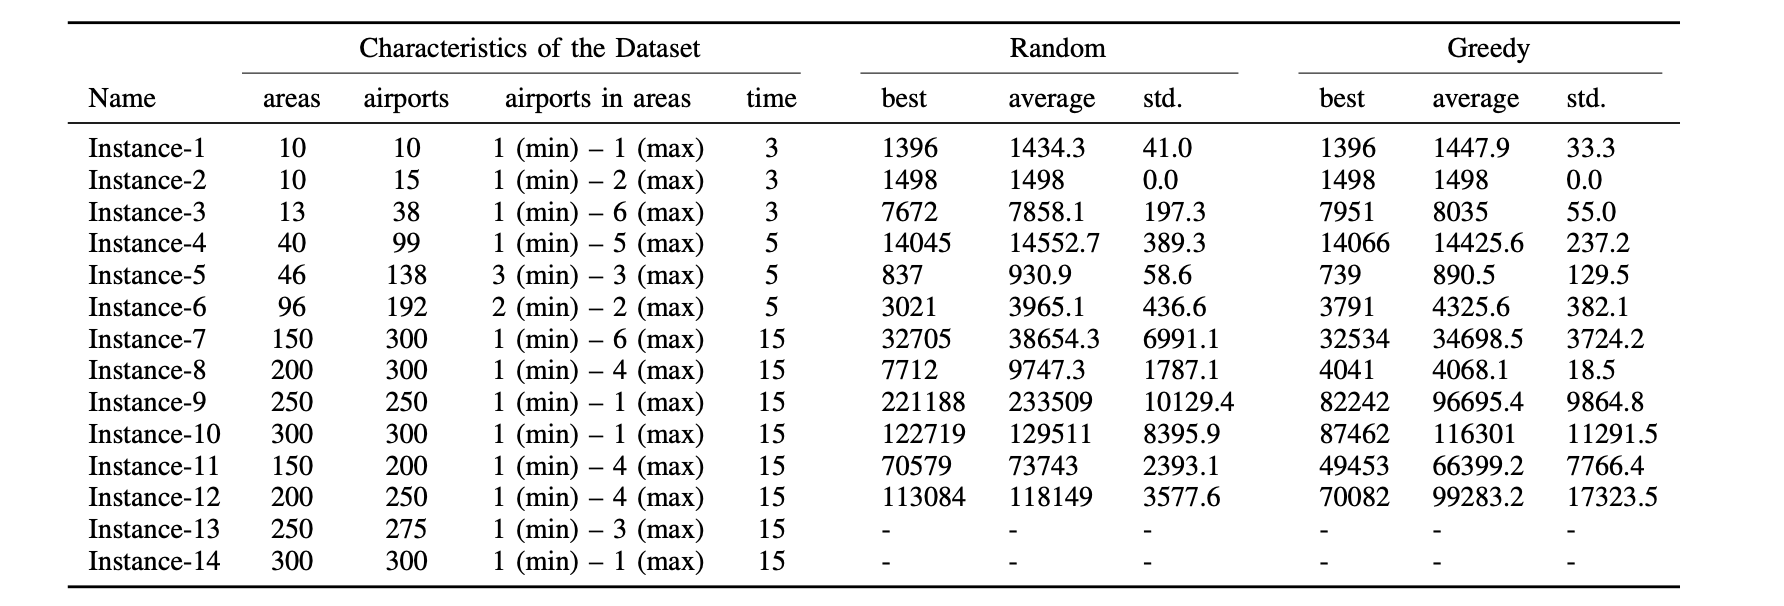 Characteristics of the Dataset Random Greedy
Name areas airports airports in areas time best average std. best average std.
Instance-1 10 10 1 (min) – 1 (max) 3 1396 1434.3 41.0 1396 1447.9 33.3
Instance-2 10 15 1 (min) – 2 (max) 3 1498 1498 0.0 1498 1498 0.0
Instance-3 13 38 1 (min) – 6 (max) 3 7672 7858.1 197.3 7951 8035 55.0
Instance-4 40 99 1 (min) – 5 (max) 5 14045 14552.7 389.3 14066 14425.6 237.2
Instance-5 46 138 3 (min) – 3 (max) 5 837 930.9 58.6 739 890.5 129.5
Instance-6 96 192 2 (min) – 2 (max) 5 3021 3965.1 436.6 3791 4325.6 382.1
Instance-7 150 300 1 (min) – 6 (max) 15 32705 38654.3 6991.1 32534 34698.5 3724.2
Instance-8 200 300 1 (min) – 4 (max) 15 7712 9747.3 1787.1 4041 4068.1 18.5
Instance-9 250 250 1 (min) – 1 (max) 15 221188 233509 10129.4 82242 96695.4 9864.8
Instance-10 300 300 1 (min) – 1 (max) 15 122719 129511 8395.9 87462 116301 11291.5
Instance-11 150 200 1 (min) – 4 (max) 15 70579 73743 2393.1 49453 66399.2 7766.4
Instance-12 200 250 1 (min) – 4 (max) 15 113084 118149 3577.6 70082 99283.2 17323.5
Instance-13 250 275 1 (min) – 3 (max) 15 - - - - - -
Instance-14 300 300 1 (min) – 1 (max) 15 - - - - - -